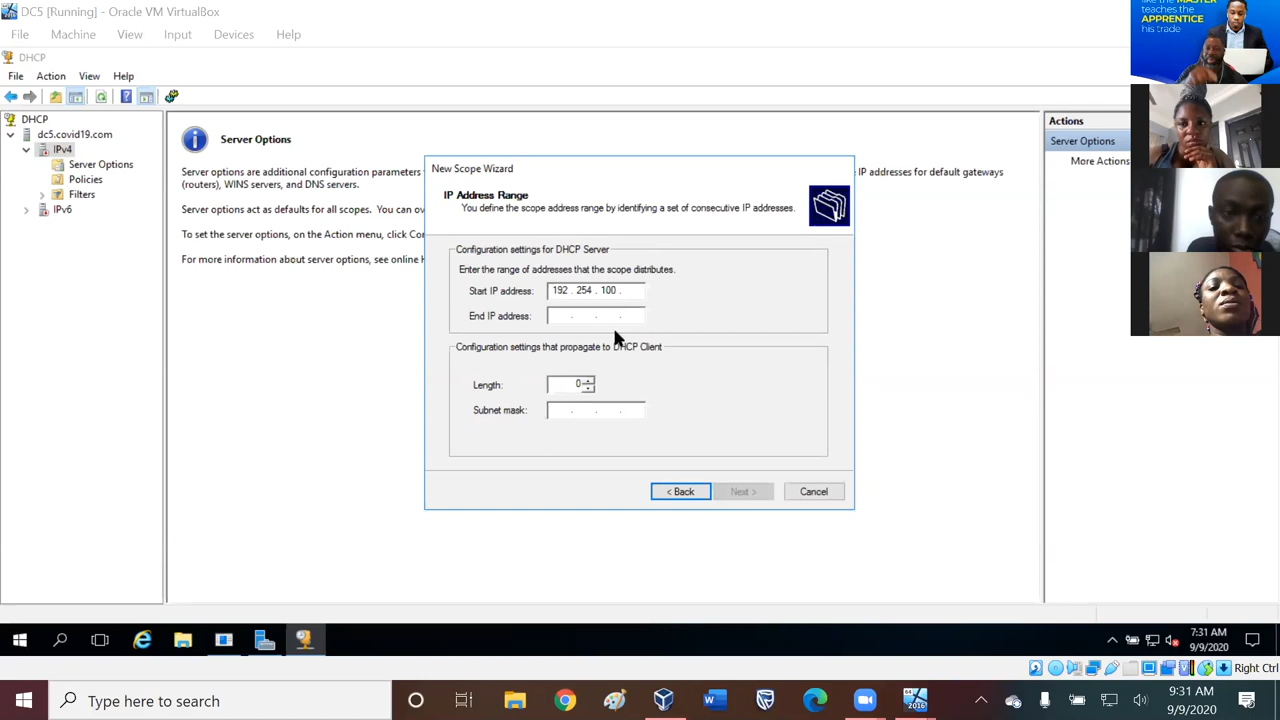 DC5 [Running] - Oracle VM VirtualBox
File Machine View Input Devices Help
like the MASTER
teaches the
APPRENTICE
his trade
DHCP
File Action View Help
DHCP
dc5.covid19.com
IPv4
Server Options
Policies
Filters
IPv6
Server Options
Server options are additional configuration parameters
IP addresses for default gateways
(routers), WINS servers, and DNS servers.
Server options act as defaults for all scopes. You can ov
To set the server options, on the Action menu, click Co
For more information about server options, see online
Actions
Server Options
More Actions
New Scope Wizard
IP Address Range
You define the scope address range by identifying a set of consecutive IP addresses.
Configuration settings for DHCP Server
Enter the range of addresses that the scope distributes.
Start IP address: 192 . 254 . 100 .
End IP address: . . .
Configuration settings that propagate to DHCP Client
Length: 0
Subnet mask: . . .
< Back Next > Cancel
7:31 AM
9/9/2020
Right Ctrl
Type here to search
2016
9:31 AM
9/9/2020